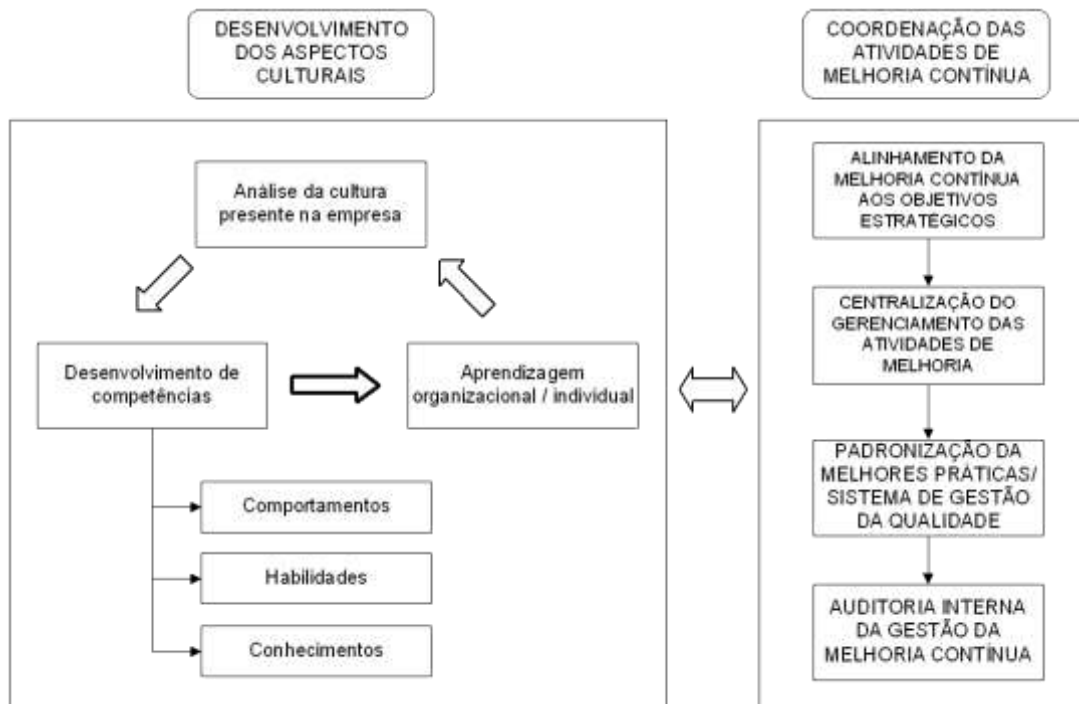 DESENVOLVIMENTO
DOS ASPECTOS
CULTURAIS
COORDENAÇÃO DAS
ATIVIDADES DE
MELHORIA CONTÍNUA
Análise da cultura
presente na empresa
Desenvolvimento de
competências
Aprendizagem
organizacional / individual
Comportamentos
Habilidades
Conhecimentos
ALINHAMENTO DA
MELHORIA CONTÍNUA
AOS OBJETIVOS
ESTRATÉGICOS
CENTRALIZAÇÃO DO
GERENCIAMENTO DAS
ATIVIDADES DE
MELHORIA
PADRONIZAÇÃO DA
MELHORES PRÁTICAS/
SISTEMA DE GESTÃO
DA QUALIDADE
AUDITORIA INTERNA
DA GESTÃO DA
MELHORIA CONTÍNUA